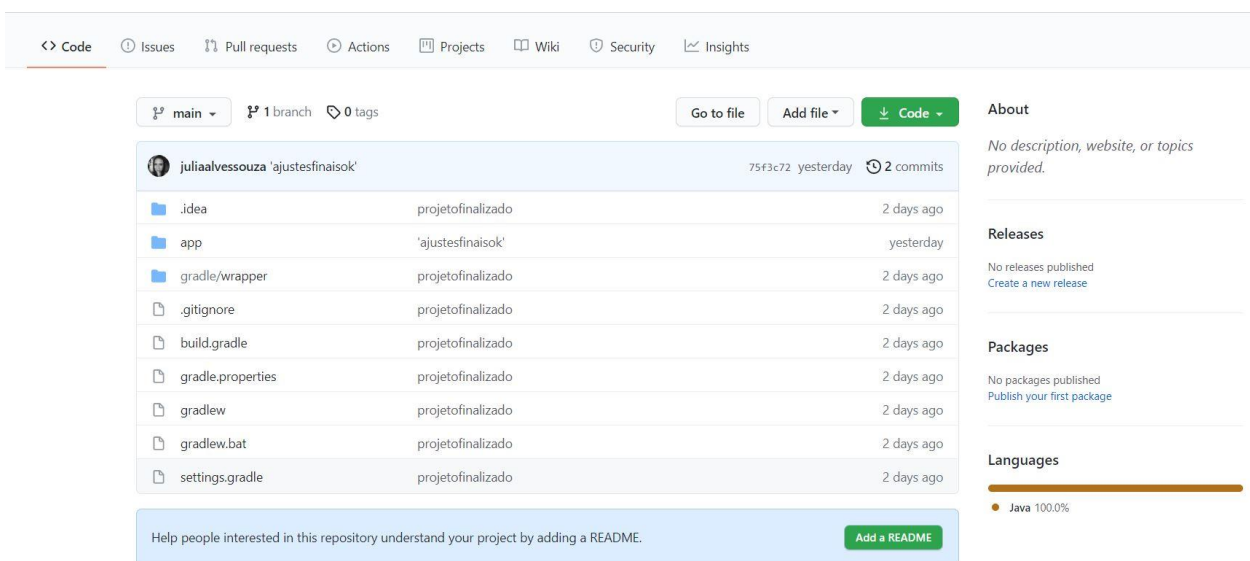 Code Issues Pull requests Actions Projects Wiki Security Insights
main 1 branch 0 tags Go to file Add file Code
juliaalvessouza 'ajustesfinaisok' 75f3c72 yesterday 2 commits
.idea projetofinalizado 2 days ago
app 'ajustesfinaisok' yesterday
gradle/wrapper projetofinalizado 2 days ago
.gitignore projetofinalizado 2 days ago
build.gradle projetofinalizado 2 days ago
gradle.properties projetofinalizado 2 days ago
gradlew projetofinalizado 2 days ago
gradlew.bat projetofinalizado 2 days ago
settings.gradle projetofinalizado 2 days ago
Help people interested in this repository understand your project by adding a README. Add a README
About
No description, website, or topics
provided.
Releases
No releases published
Create a new release
Packages
No packages published
Publish your first package
Languages
Java 100.0%